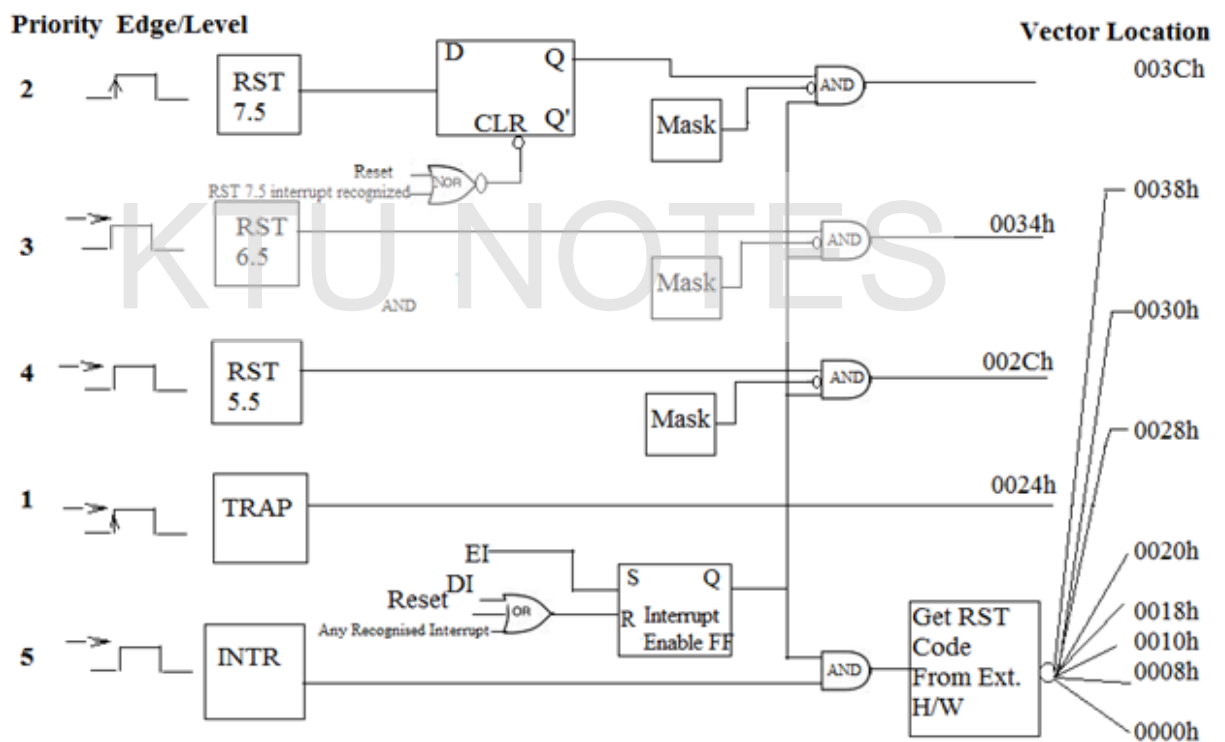 Priority Edge/Level
Vector Location
2
RST
7.5
D Q
CLR Q'
Mask
AND
003Ch
Reset
RST 7.5 interrupt recognized
NOR
0038h
3
RST
6.5
Mask
AND
0034h
KTU NOTES
AND
0030h
4
RST
5.5
Mask
AND
002Ch
0028h
1
TRAP
0024h
EI
DI
Reset
Any Recognised Interrupt
OR
S Q
R Interrupt
Enable FF
0020h
0018h
0010h
0008h
0000h
5
INTR
AND
Get RST
Code
From Ext.
H/W